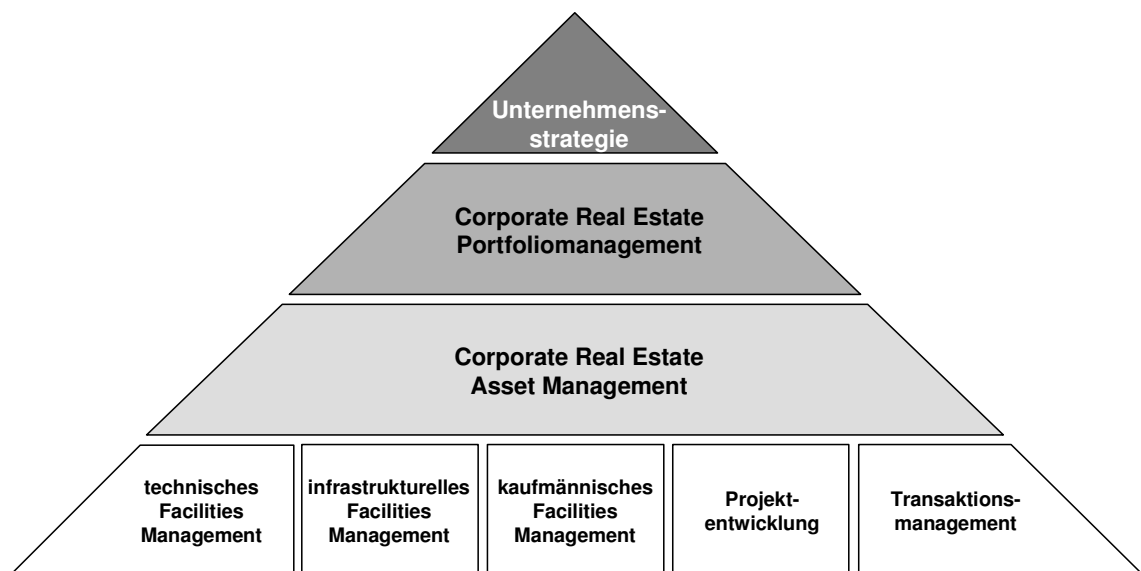 Unternehmens-
strategie
Corporate Real Estate
Portfoliomanagement
Corporate Real Estate
Asset Management
technisches
Facilities
Management
infrastrukturelles
Facilities
Management
kaufmännisches
Facilities
Management
Projekt-
entwicklung
Transaktions-
management